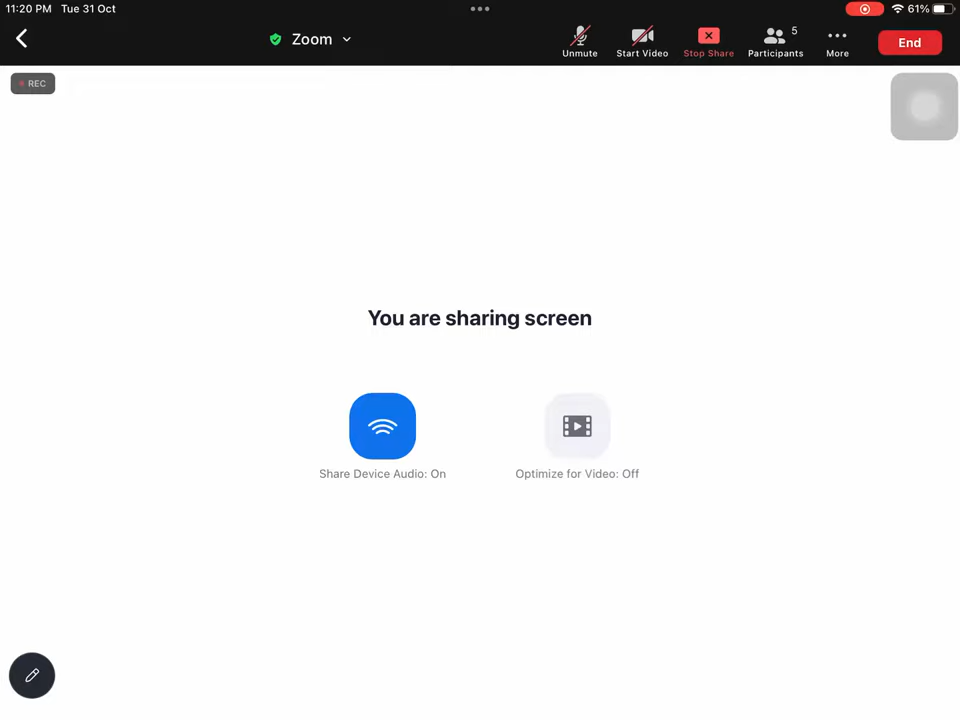 11:20 PM Tue 31 Oct
61%
Zoom
Unmute
Start Video
Stop Share
5
Participants
More
End
REC
You are sharing screen
Share Device Audio: On
Optimize for Video: Off